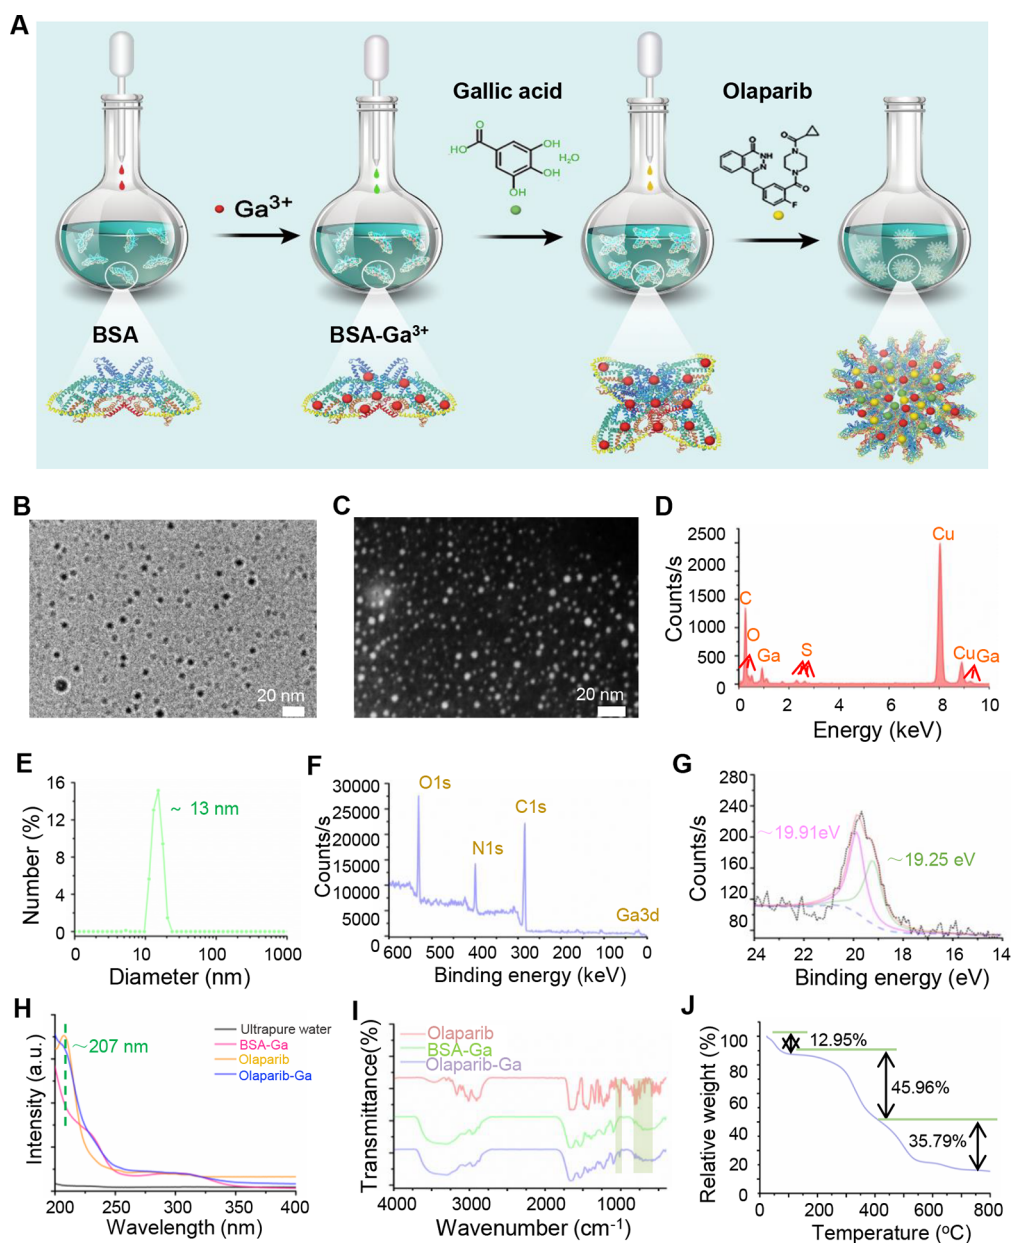 A
Gallic acid
Olaparib
O
HO
OH
OH
OH
H₂O
O
NH
N
O
N
N
O
F
Ga³⁺
BSA
BSA-Ga³⁺
B
20 nm
C
20 nm
D
Counts/s
2500
2000
1500
1000
500
0
C
O
Ga
S
Cu
Cu
Ga
0 2 4 6 8 10
Energy (keV)
E
Number (%)
16
12
8
4
0
~ 13 nm
0 10 100 1000
Diameter (nm)
F
Counts/s
30000
25000
20000
15000
10000
5000
0
O1s
N1s
C1s
Ga3d
600 500 400 300 200 100 0
Binding energy (keV)
G
Counts/s
280
240
200
160
120
80
~19.91eV
~19.25 eV
24 22 20 18 16 14
Binding energy (eV)
H
Intensity (a.u.)
~207 nm
Ultrapure water
BSA-Ga
Olaparib
Olaparib-Ga
200 250 300 350 400
Wavelength (nm)
I
Transmittance(%)
Olaparib
BSA-Ga
Olaparib-Ga
4000 3000 2000 1000
Wavenumber (cm⁻¹)
J
Relative weight (%)
100
80
60
40
20
0
12.95%
45.96%
35.79%
0 200 400 600 800
Temperature (ºC)